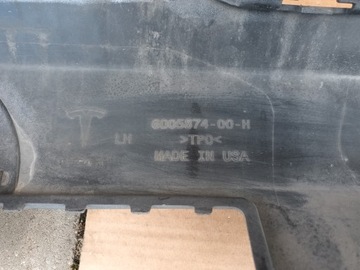 6005874-00-H
LH >TPO<
MADE IN USA